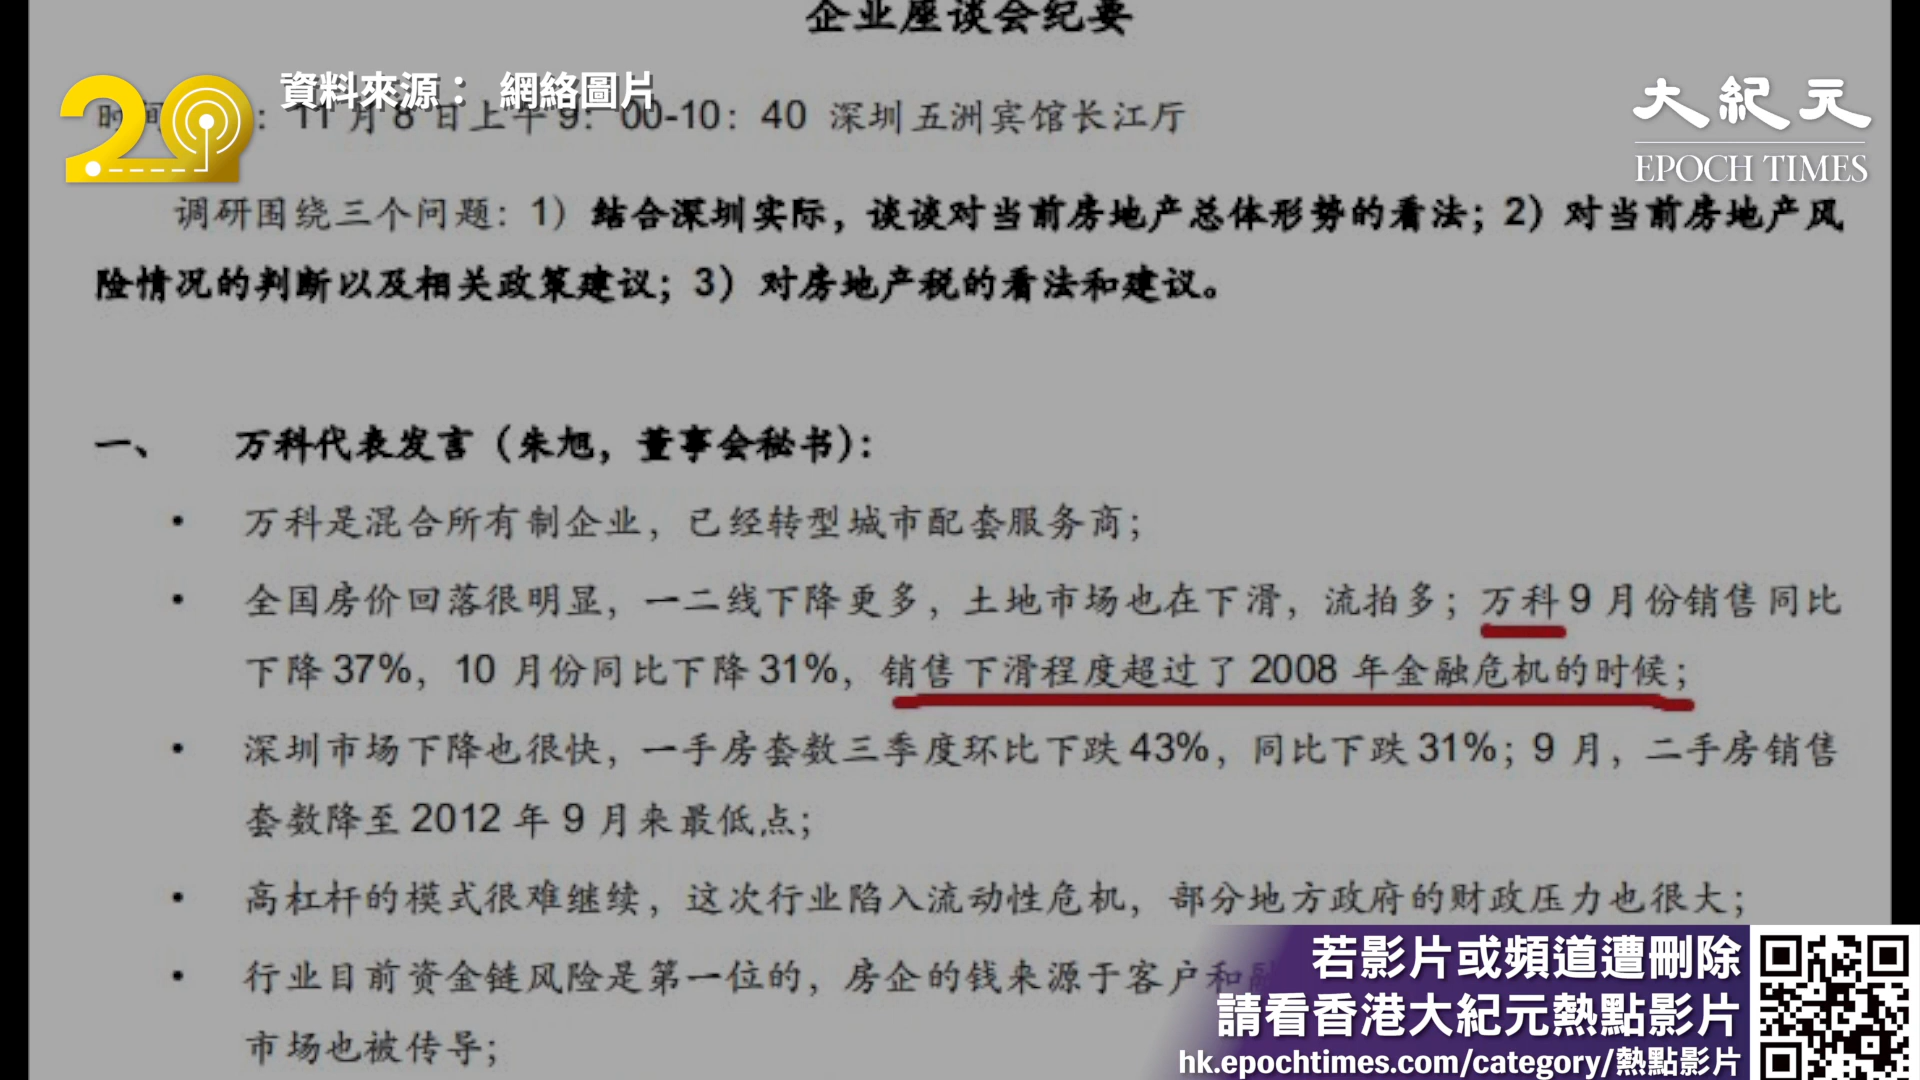 企业座谈会纪要
資料來源： 網絡圖片
大紀元
EPOCH TIMES
20
时间：11月8日上午9：00-10：40 深圳五洲宾馆长江厅
调研围绕三个问题：1）结合深圳实际，谈谈对当前房地产总体形势的看法；2）对当前房地产风
险情况的判断以及相关政策建议；3）对房地产税的看法和建议。
一、 万科代表发言（朱旭，董事会秘书）：
• 万科是混合所有制企业，已经转型城市配套服务商；
• 全国房价回落很明显，一二线下降更多，土地市场也在下滑，流拍多；万科9月份销售同比
下降37%，10月份同比下降31%，销售下滑程度超过了2008年金融危机的时候；
• 深圳市场下降也很快，一手房套数三季度环比下跌43%，同比下跌31%；9月，二手房销售
套数降至2012年9月来最低点；
• 高杠杆的模式很难继续，这次行业陷入流动性危机，部分地方政府的财政压力也很大；
• 行业目前资金链风险是第一位的，房企的钱来源于客户和融
市场也被传导；
若影片或頻道遭刪除
請看香港大紀元熱點影片
hk.epochtimes.com/category/熱點影片